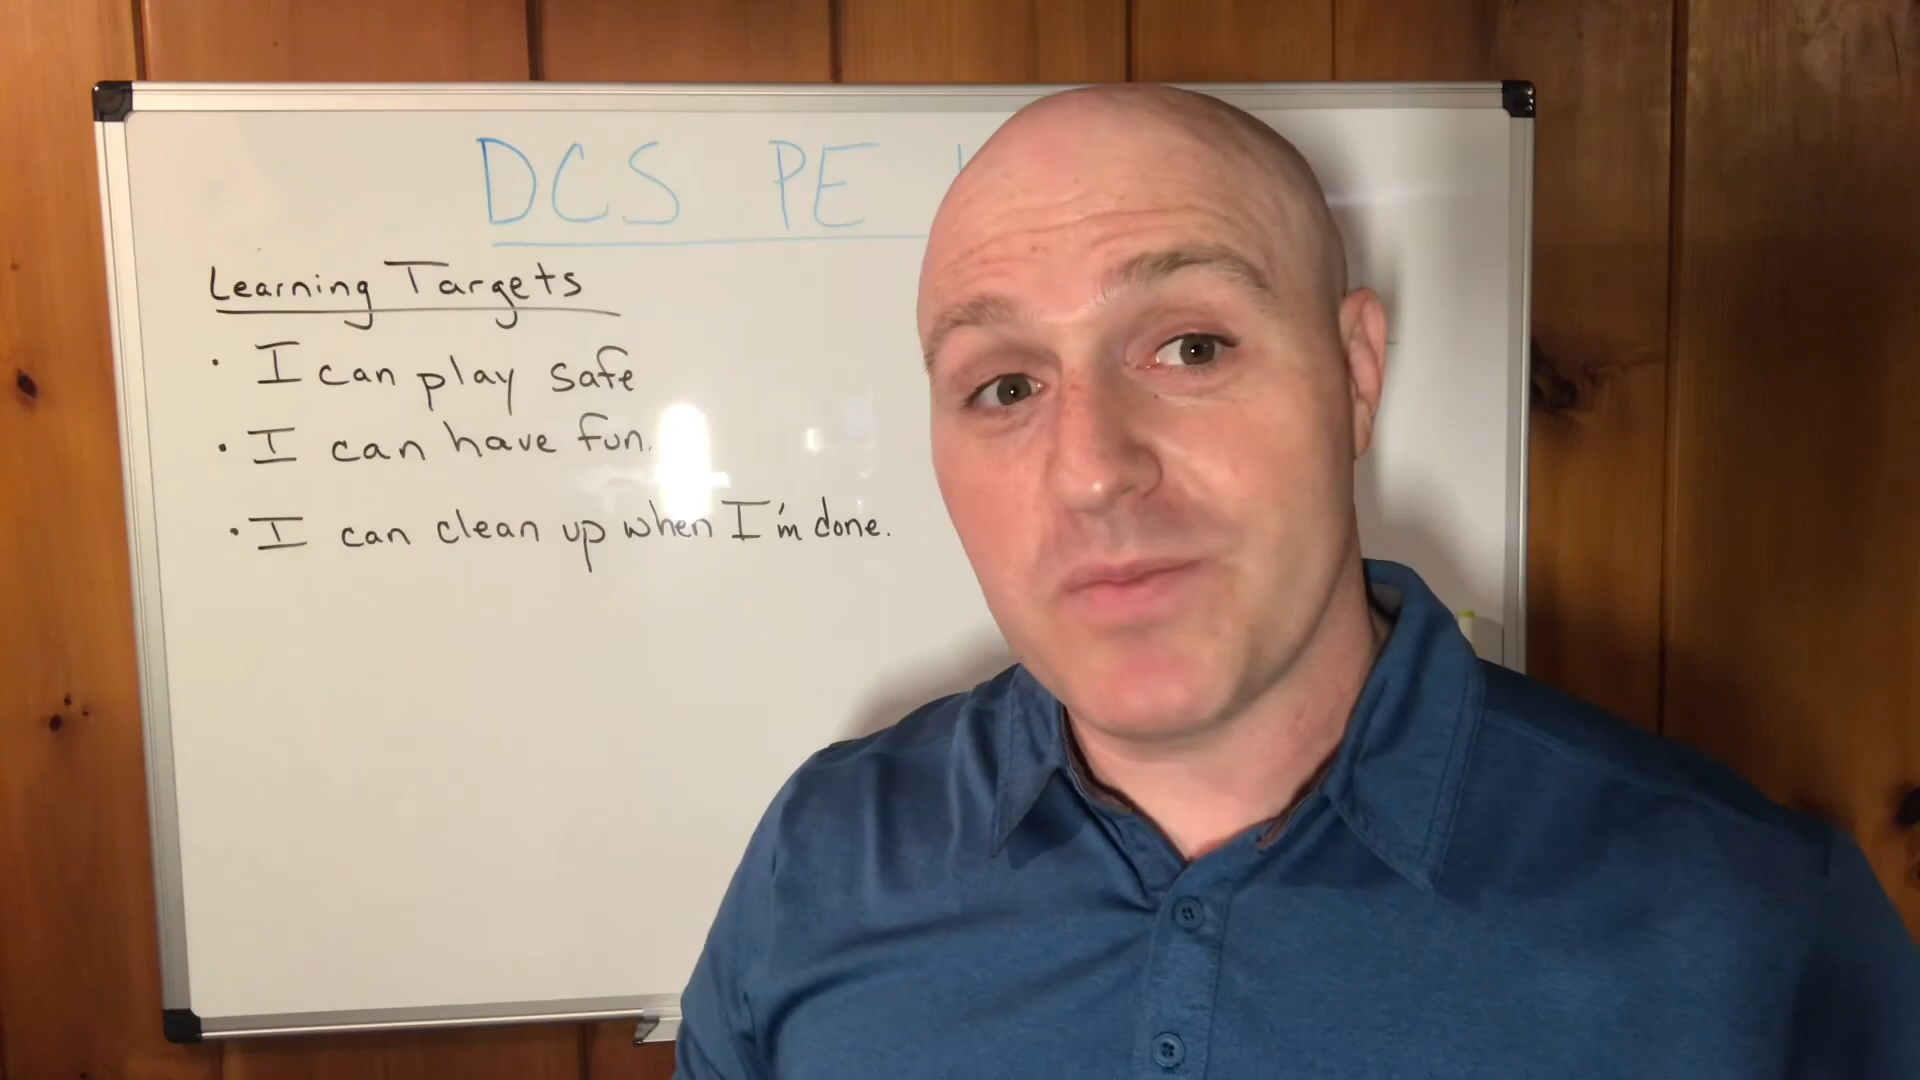 DCS PE
Learning Targets
· I can play safe
· I can have fun.
· I can clean up when I'm done.